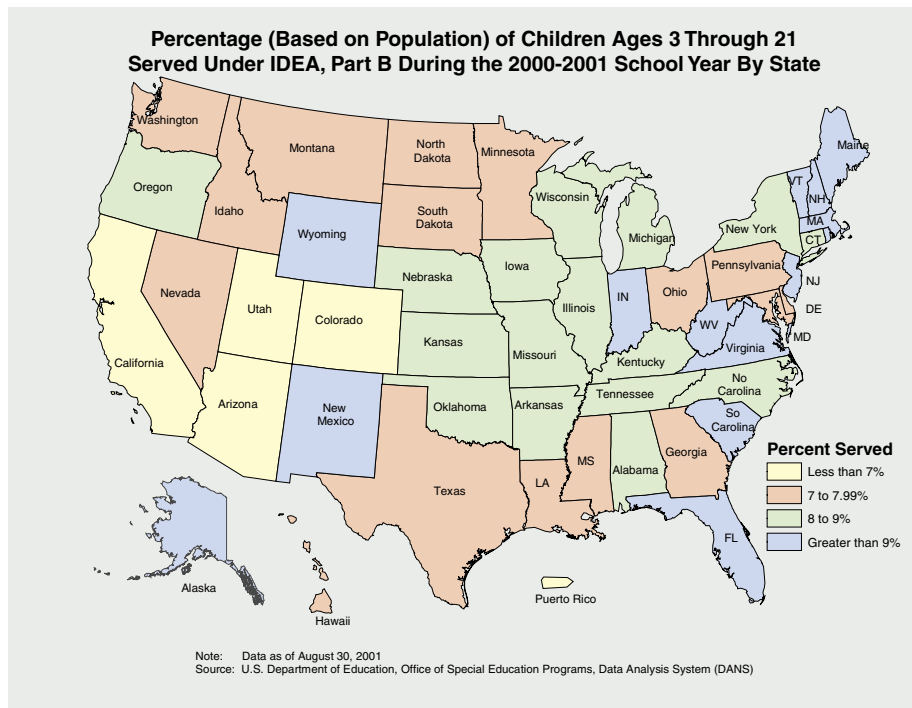 Percentage (Based on Population) of Children Ages 3 Through 21
Served Under IDEA, Part B During the 2000-2001 School Year By State
Washington
Montana
North
Dakota
Minnesota
Maine
Oregon
Idaho
South
Dakota
Wisconsin
VT
NH
MA
Wyoming
Michigan
New York
CT
Nebraska
Iowa
Pennsylvania
NJ
Nevada
Utah
Colorado
Illinois
IN
Ohio
DE
MD
California
Kansas
Missouri
WV
Virginia
Kentucky
Arizona
New
Mexico
Oklahoma
Arkansas
Tennessee
No
Carolina
So
Carolina
Texas
LA
MS
Alabama
Georgia
FL
Percent Served
Less than 7%
7 to 7.99%
8 to 9%
Greater than 9%
Alaska
Hawaii
Puerto Rico
Note: Data as of August 30, 2001
Source: U.S. Department of Education, Office of Special Education Programs, Data Analysis System (DANS)